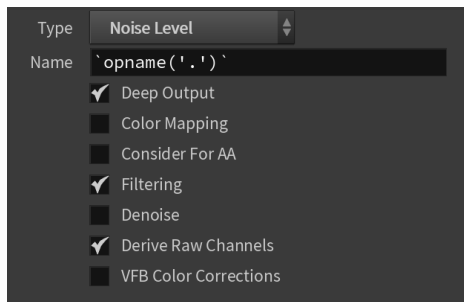 Type Noise Level
Name `opname('.')`
Deep Output
Color Mapping
Consider For AA
Filtering
Denoise
Derive Raw Channels
VFB Color Corrections